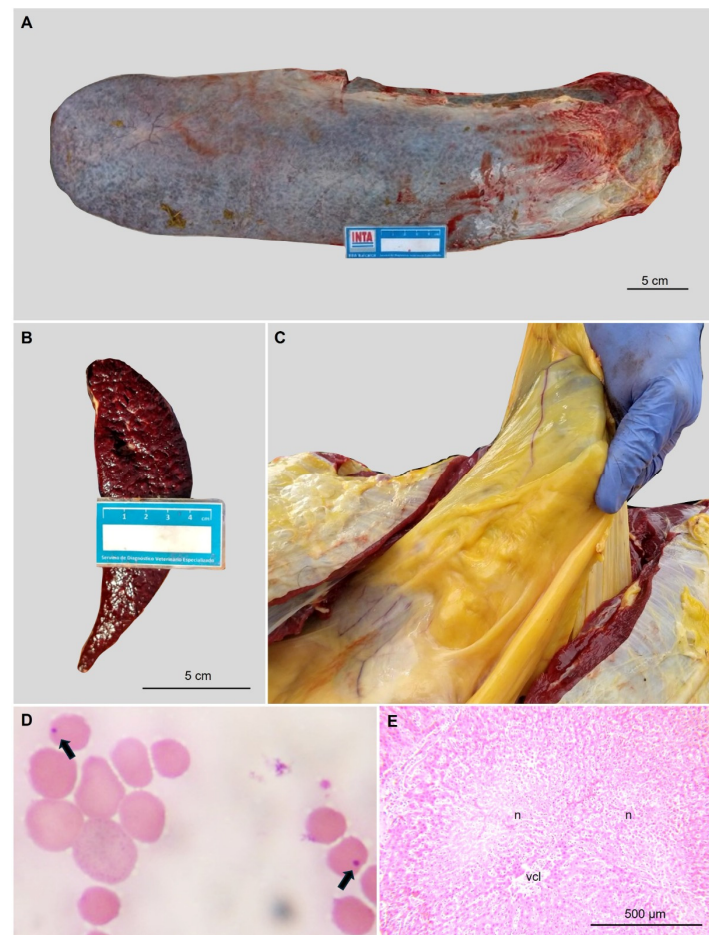 A
INTA
5 cm
B
1 2 3 4 cm
Servicio de Diagnóstico Veterinario Especializado
5 cm
C
D
E
n n
vcl
500 µm